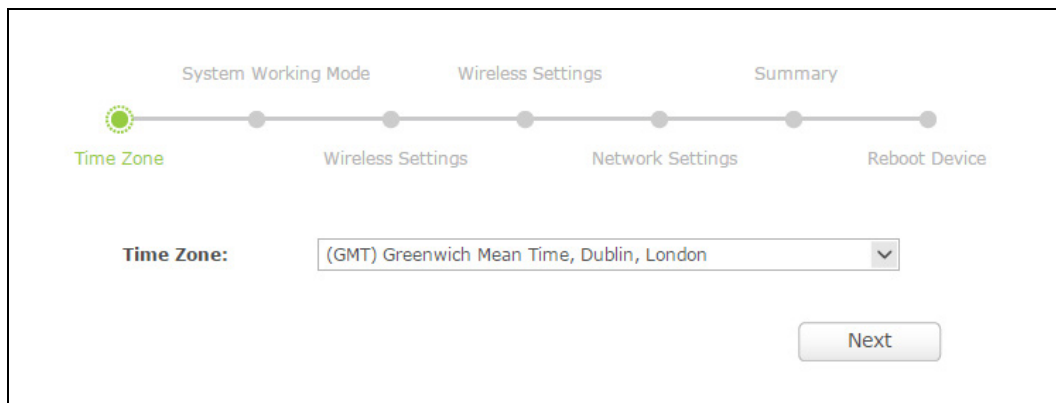 System Working Mode Wireless Settings Summary
Time Zone Wireless Settings Network Settings Reboot Device
Time Zone: (GMT) Greenwich Mean Time, Dublin, London
Next